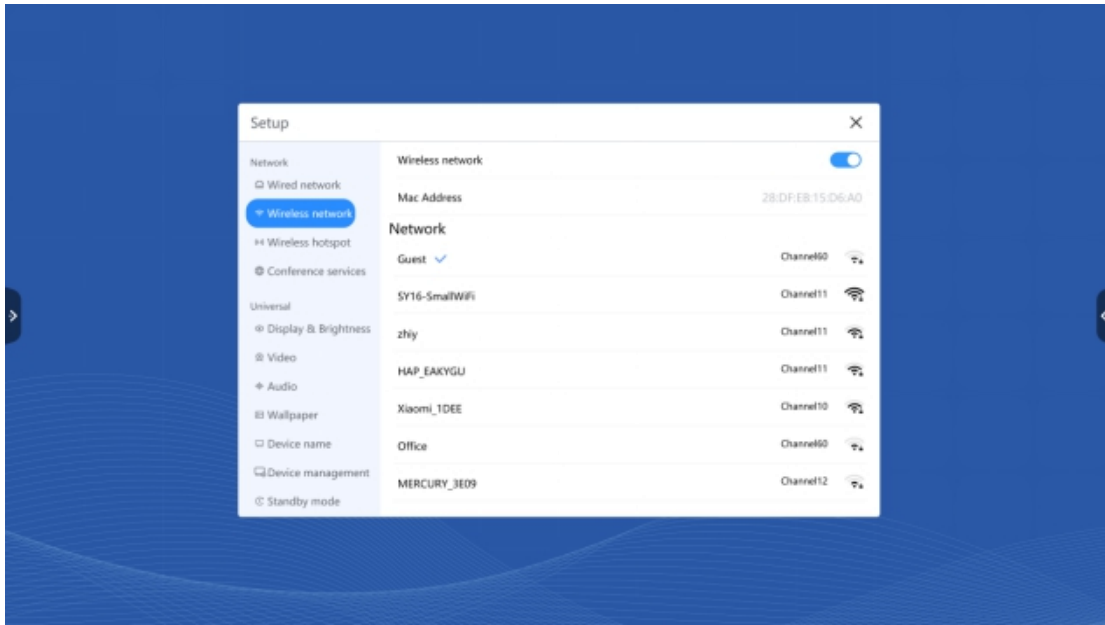 Setup
Network
Wired network
Wireless network
Wireless hotspot
Conference services
Universal
Display & Brightness
Video
Audio
Wallpaper
Device name
Device management
Standby mode
Wireless network
Mac Address 28:DF:EB:15:D6:A0
Network
Guest Channel60
SY16-SmallWiFi Channel11
zhiy Channel11
HAP_EAKYGU Channel11
Xiaomi_1DEE Channel10
Office Channel60
MERCURY_3E09 Channel12